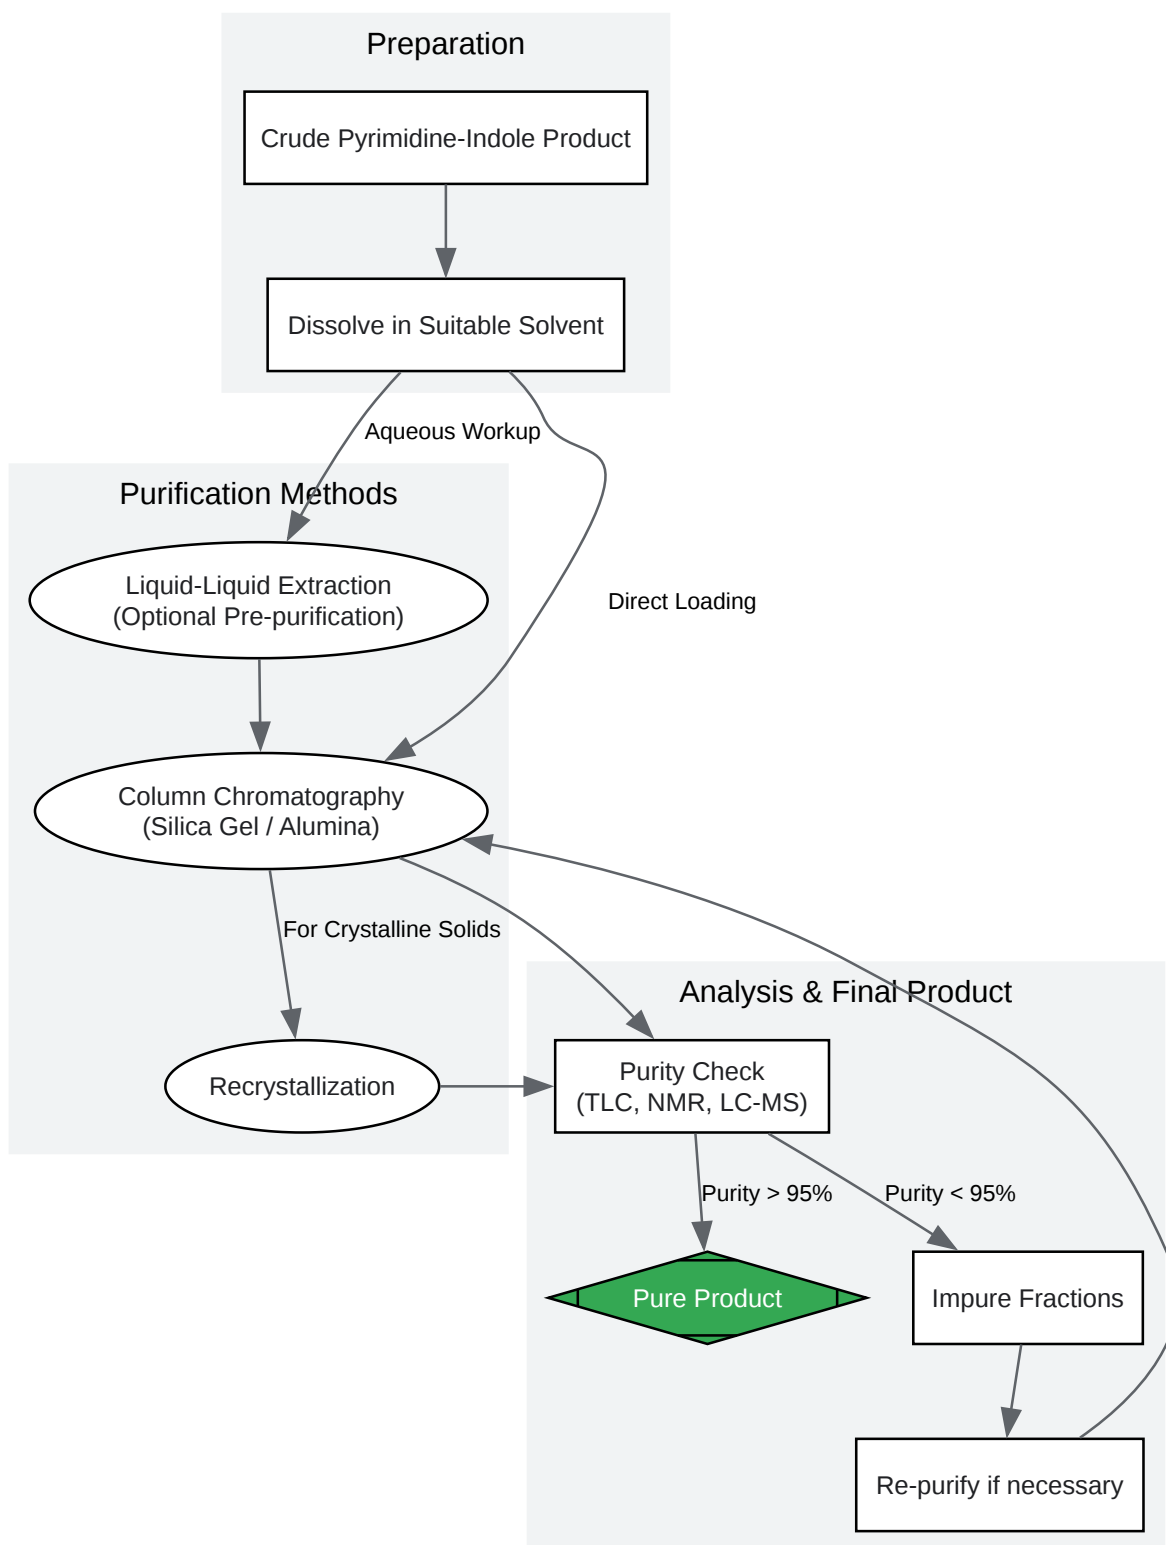 Preparation
Crude Pyrimidine-Indole Product
Dissolve in Suitable Solvent
Aqueous Workup
Purification Methods
Liquid-Liquid Extraction
(Optional Pre-purification)
Direct Loading
Column Chromatography
(Silica Gel / Alumina)
For Crystalline Solids
Analysis & Final Product
Recrystallization
Purity Check
(TLC, NMR, LC-MS)
Purity > 95%
Purity < 95%
Pure Product
Impure Fractions
Re-purify if necessary